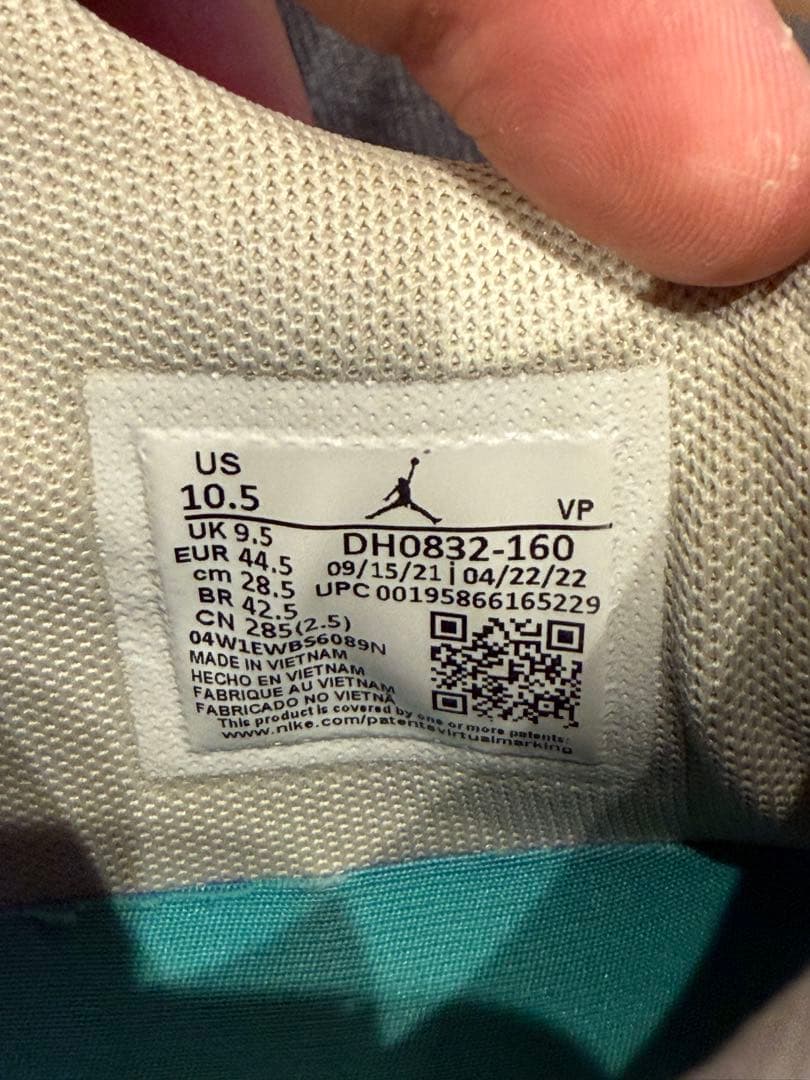 US
10.5
VP
UK 9.5
EUR 44.5
cm 28.5
BR 42.5
CN 285(2.5)
04W1EWBS6089N
DH0832-160
09/15/21 | 04/22/22
UPC 00195866165229
MADE IN VIETNAM
HECHO EN VIETNAM
FABRIQUE AU VIETNAM
FABRICADO NO VIETNÃ
This product is covered by one or more patents:
www.nike.com/patentsvirtualmarking